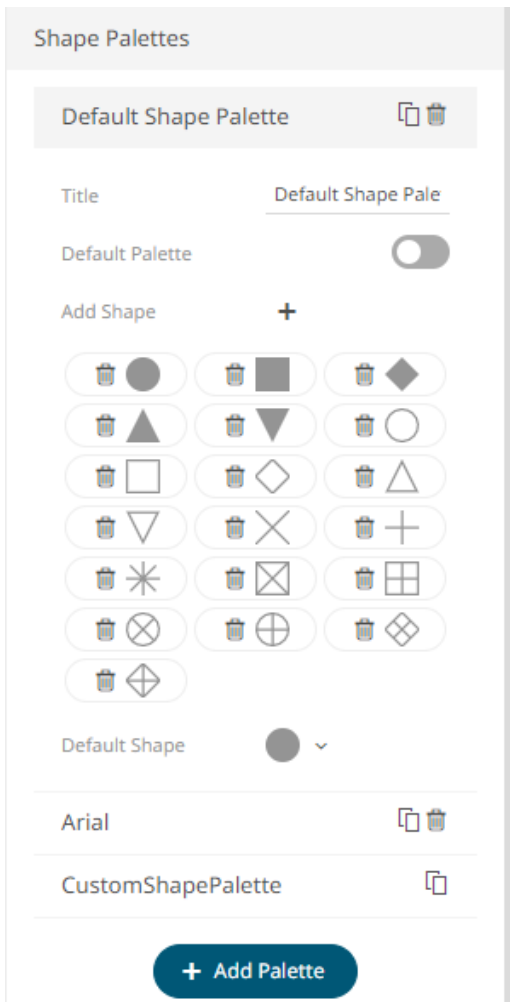 Shape Palettes
Default Shape Palette
Title Default Shape Pale
Default Palette
Add Shape +
Default Shape
Arial
CustomShapePalette
+ Add Palette